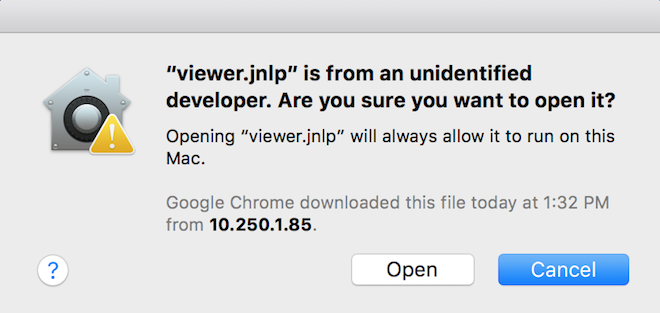 “viewer.jnlp” is from an unidentified
developer. Are you sure you want to open it?
Opening “viewer.jnlp” will always allow it to run on this
Mac.
Google Chrome downloaded this file today at 1:32 PM
from 10.250.1.85.
? Open Cancel